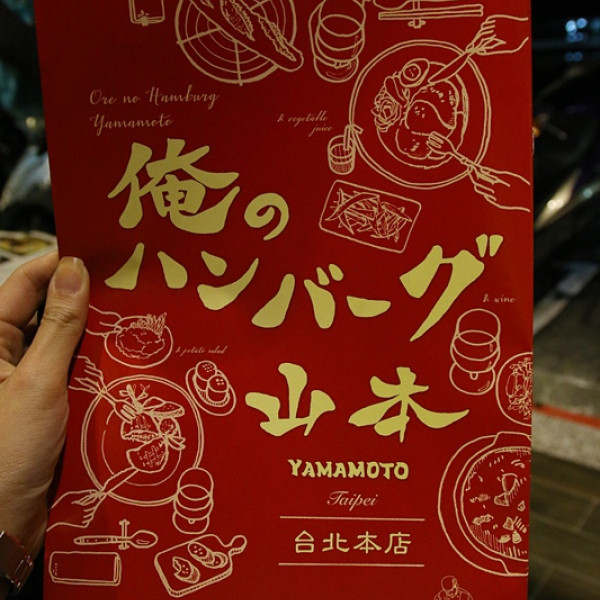 Ore no Hamburg
Yamamoto
& vegetable
juice
俺の
ハンバーグ
& wine
& potato salad
山本
YAMAMOTO
Taipei
台北本店